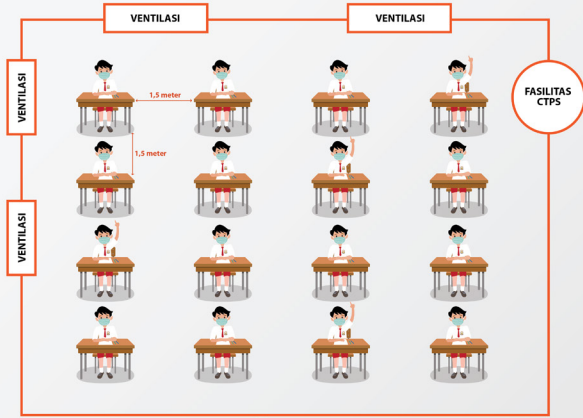 VENTILASI
VENTILASI
VENTILASI
FASILITAS
CTPS
1,5 meter
1,5 meter
VENTILASI